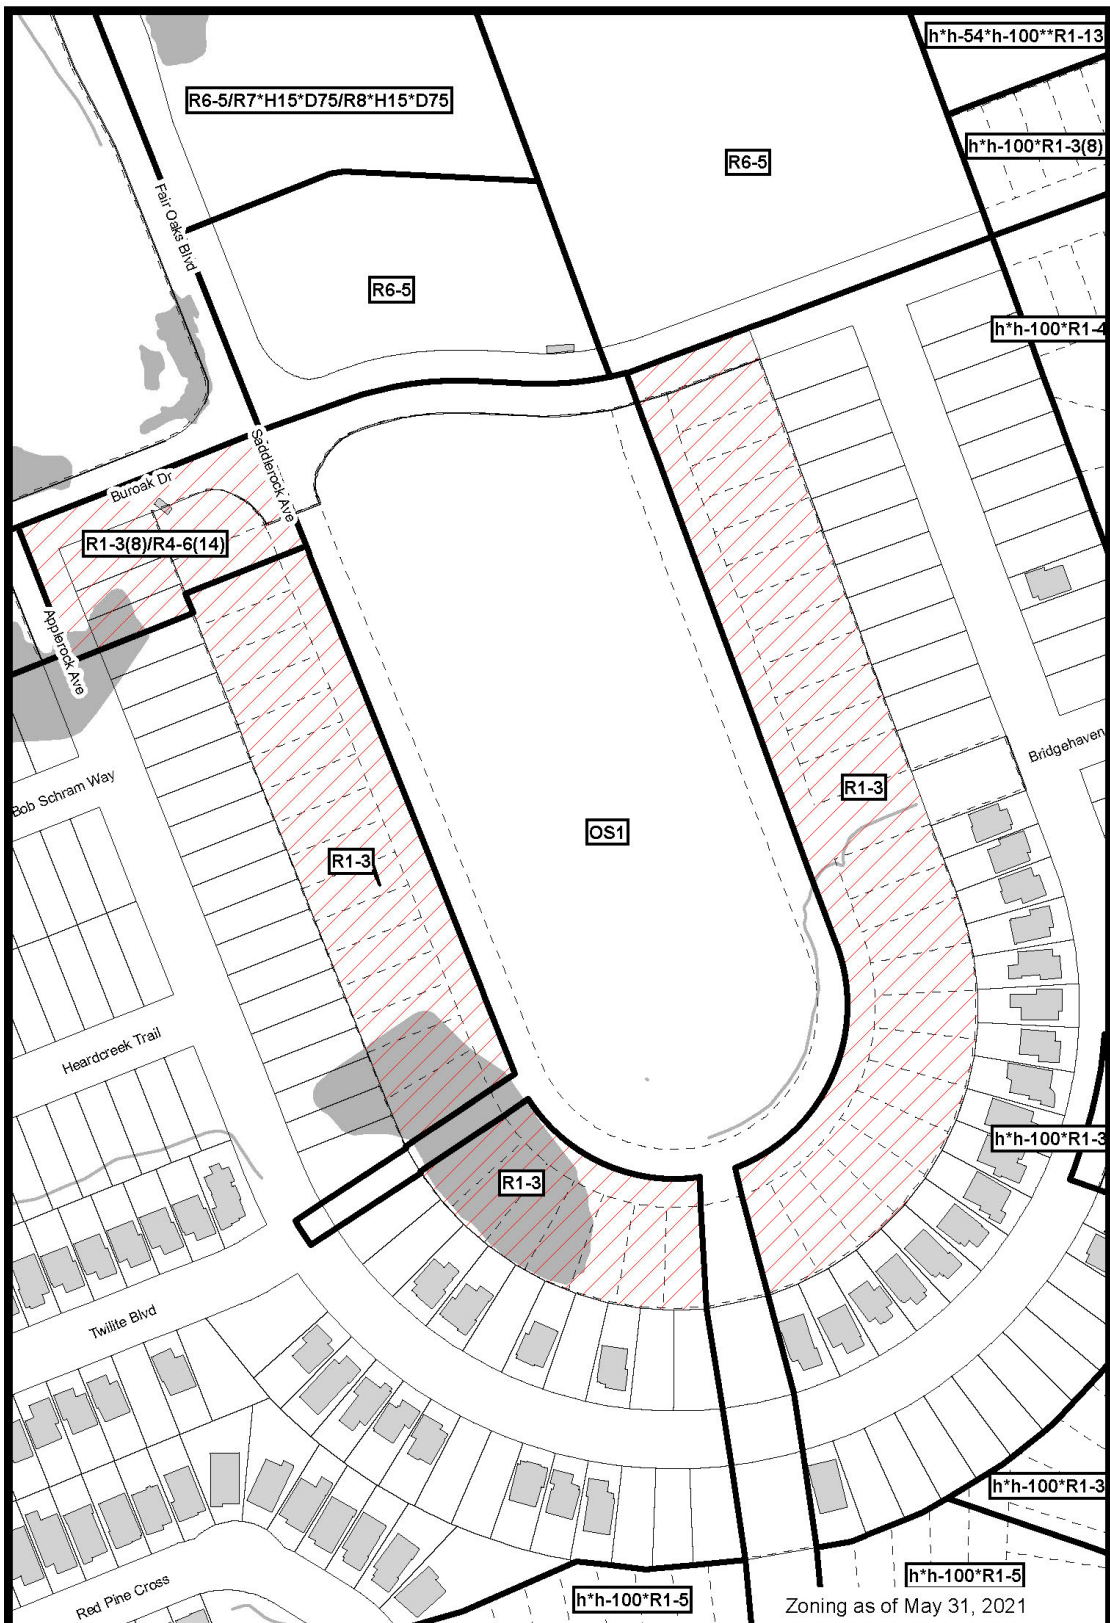 h*h-54*h-100**R1-13
R6-5/R7*H15*D75/R8*H15*D75
h*h-100*R1-3(8)
R6-5
Fair Oaks Blvd
R6-5
h*h-100*R1-4
Saddlerock Ave
Buroak Dr
R1-3(8)/R4-6(14)
Applerock Ave
Bridgehaven
Bob Schram Way
R1-3
OS1
R1-3
Heardcreek Trail
h*h-100*R1-3
R1-3
Twilite Blvd
h*h-100*R1-3
h*h-100*R1-5
h*h-100*R1-5
Red Pine Cross
Zoning as of May 31, 2021